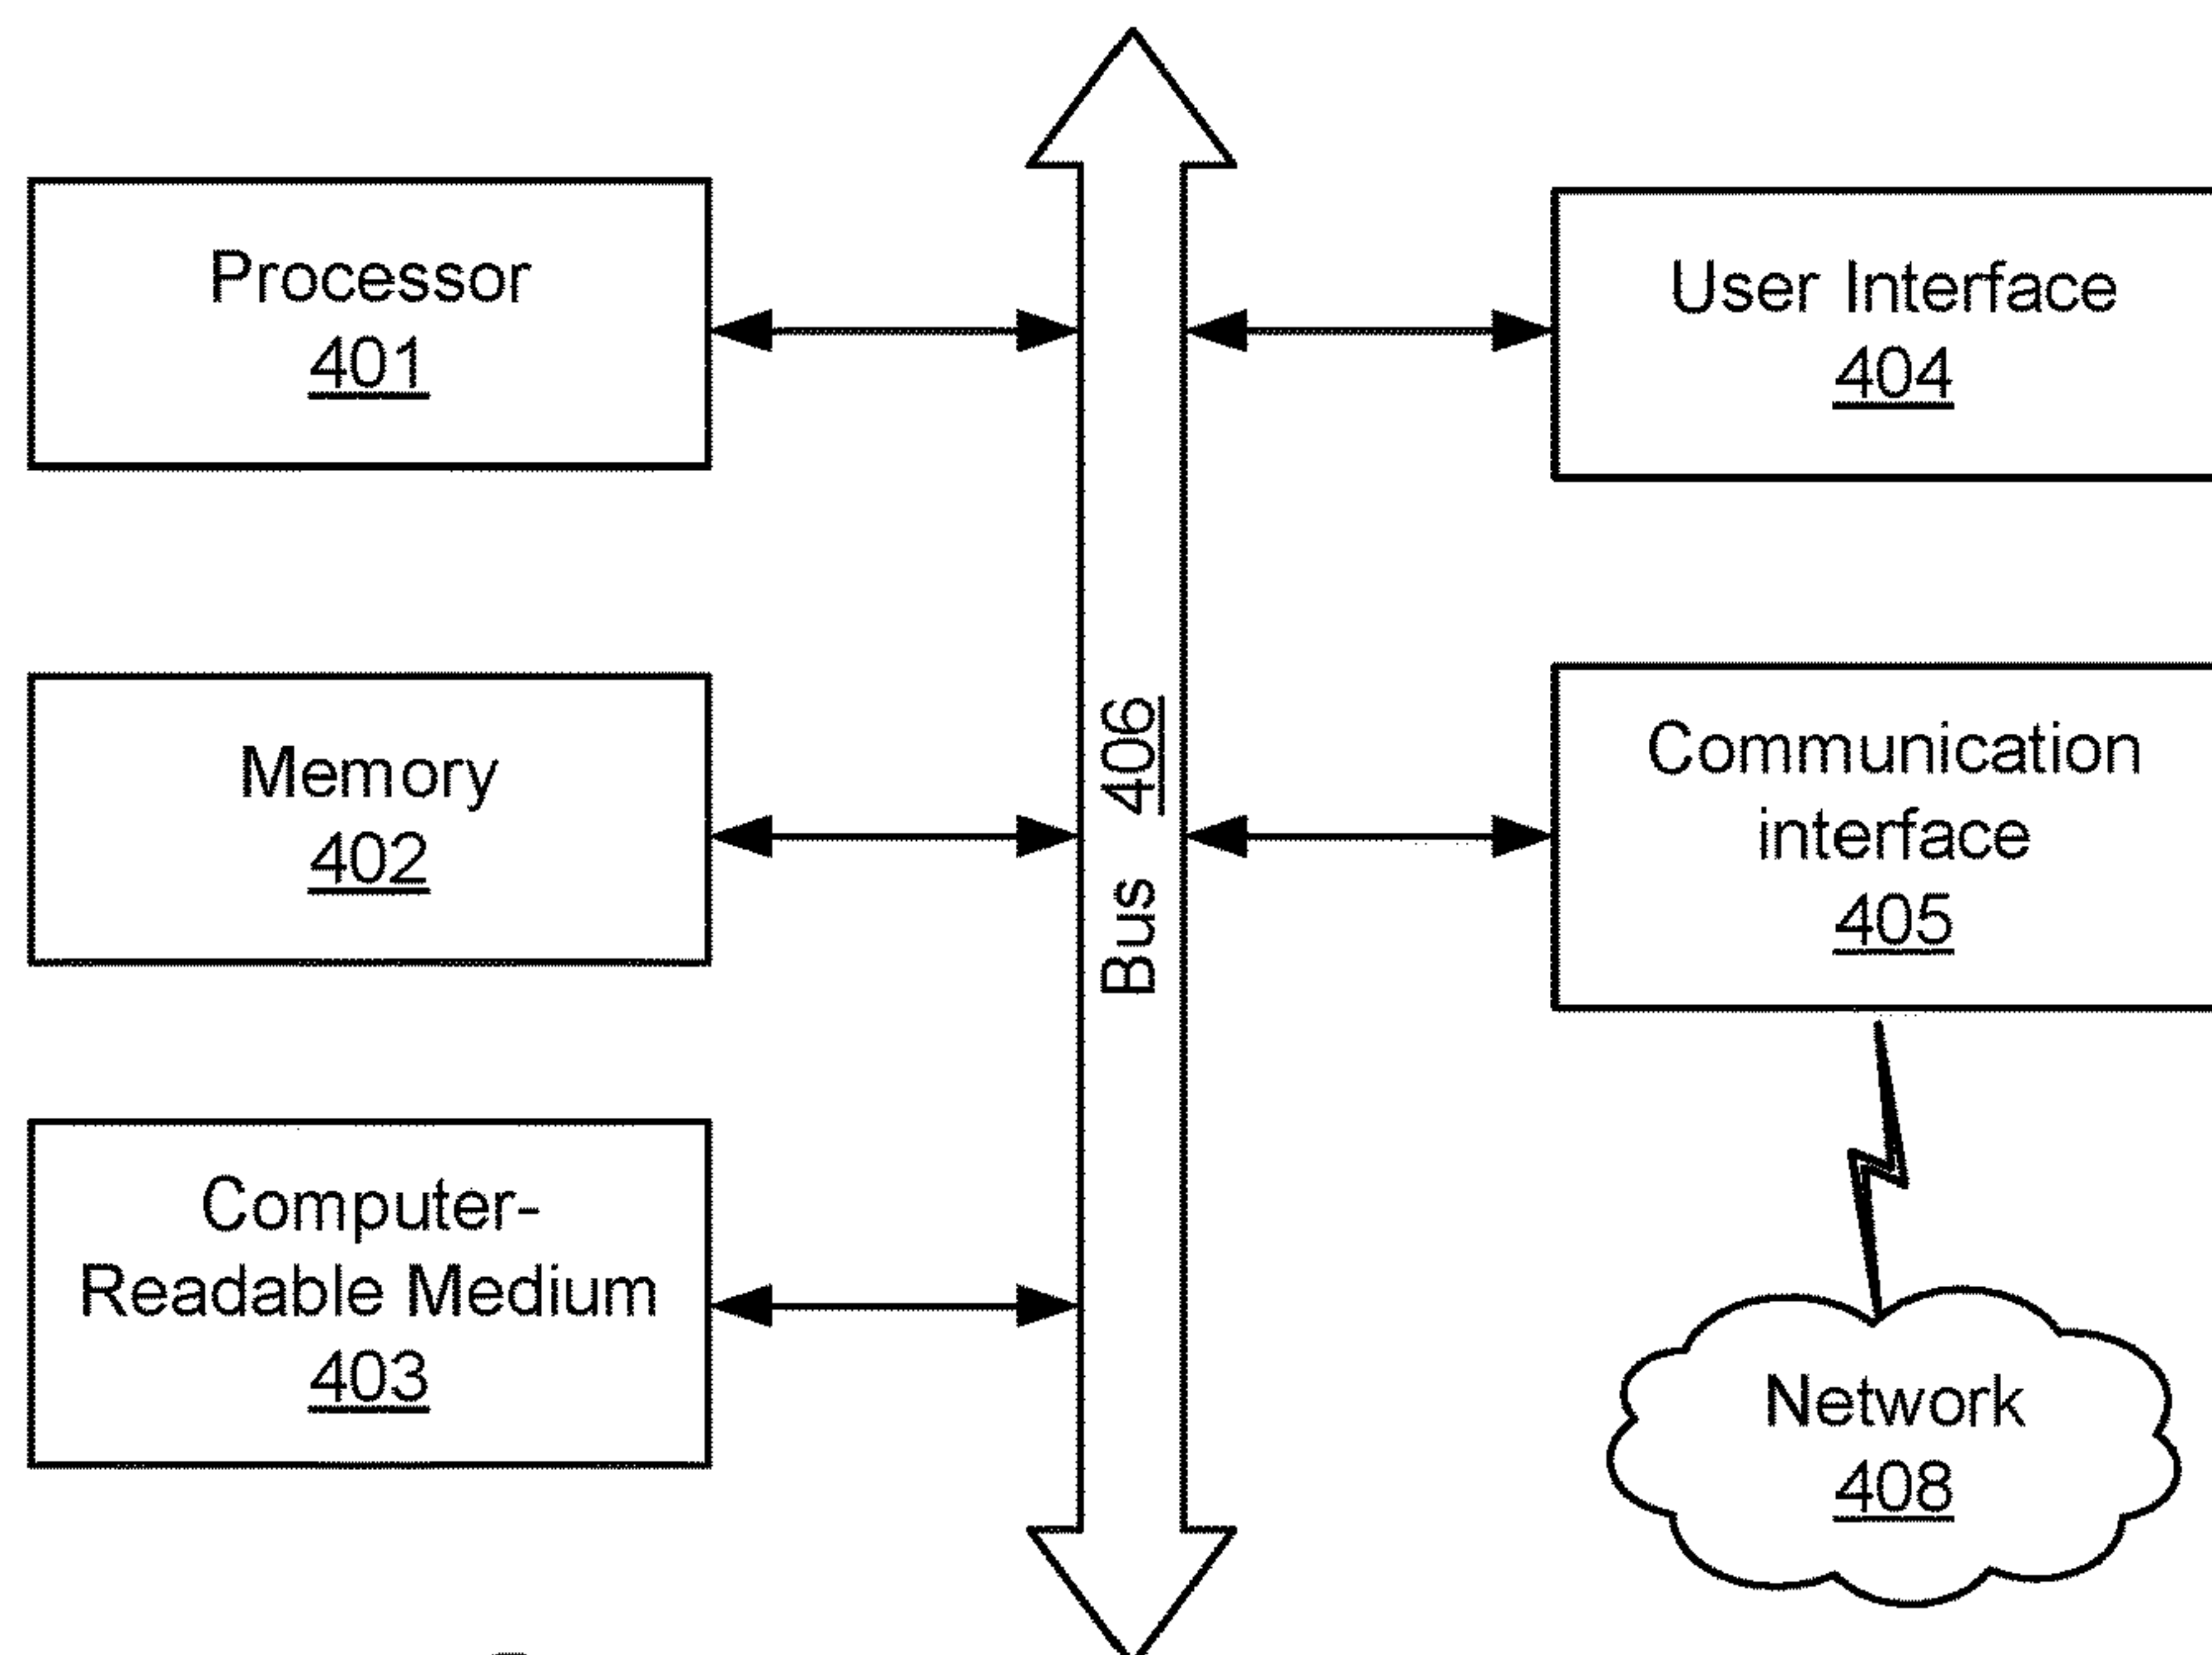 Processor
401
Memory
402
Computer-
Readable Medium
403
Bus 406
User Interface
404
Communication
interface
405
Network
408